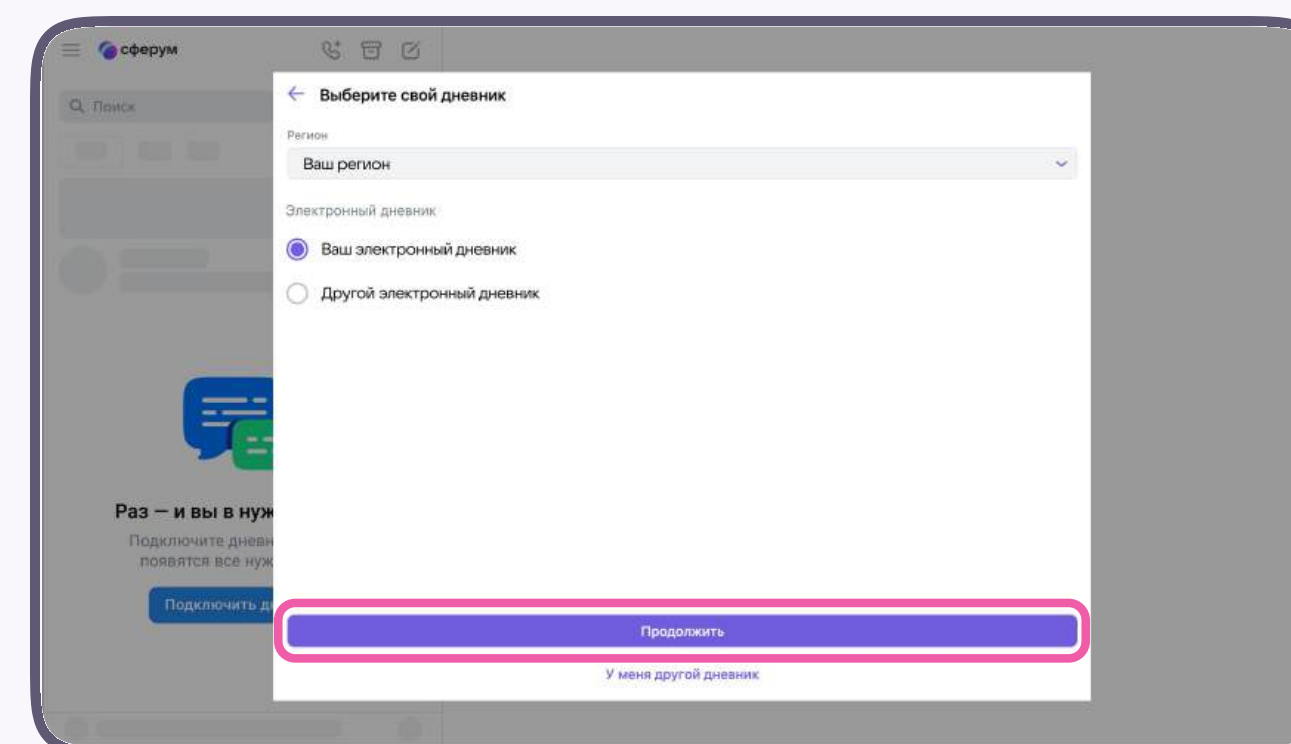 сферум
Поиск
Выберите свой дневник
Регион
Ваш регион
Электронный дневник
Ваш электронный дневник
Другой электронный дневник
Раз — и вы в нуж
Подключите дневн
появятся все нуж
Подключить д
Продолжить
У меня другой дневник